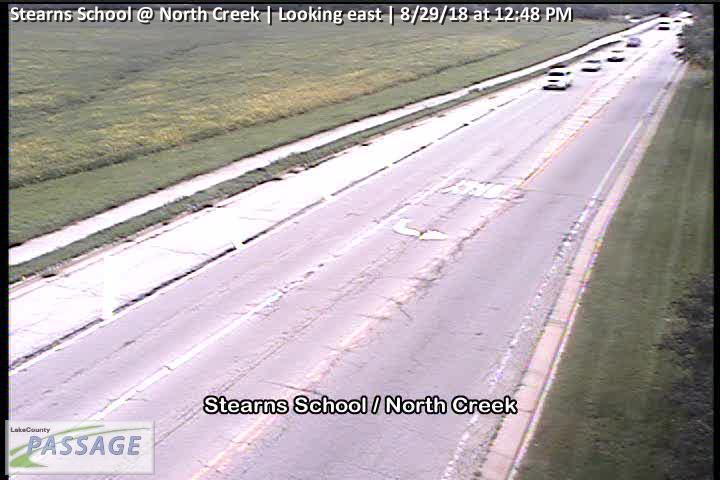 Stearns School @ North Creek | Looking east | 8/29/18 at 12:48 PM
ONLY
Stearns School / North Creek
LakeCounty
PASSAGE